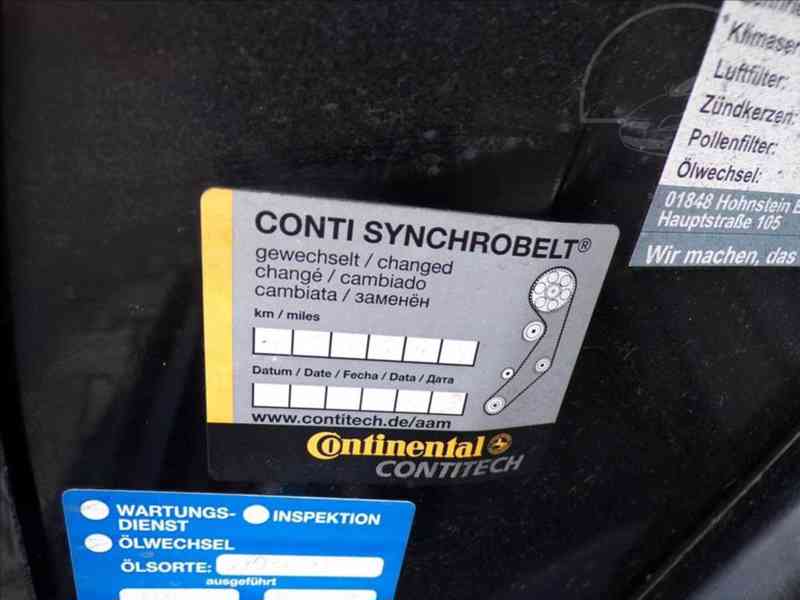 Klimaser
Luftfilter:
Zündkerzen:
Pollenfilter:
Ölwechsel:
01848 Hohnstein
Hauptstraße 105
Wir machen, das
CONTI SYNCHROBELT®
gewechselt / changed
changé / cambiado
cambiata / заменён
km / miles
Datum / Date / Fecha / Data / Дата
www.contitech.de/aam
Continental
CONTITECH
WARTUNGS-
DIENST
INSPEKTION
ÖLWECHSEL
ÖLSORTE:
ausgeführt